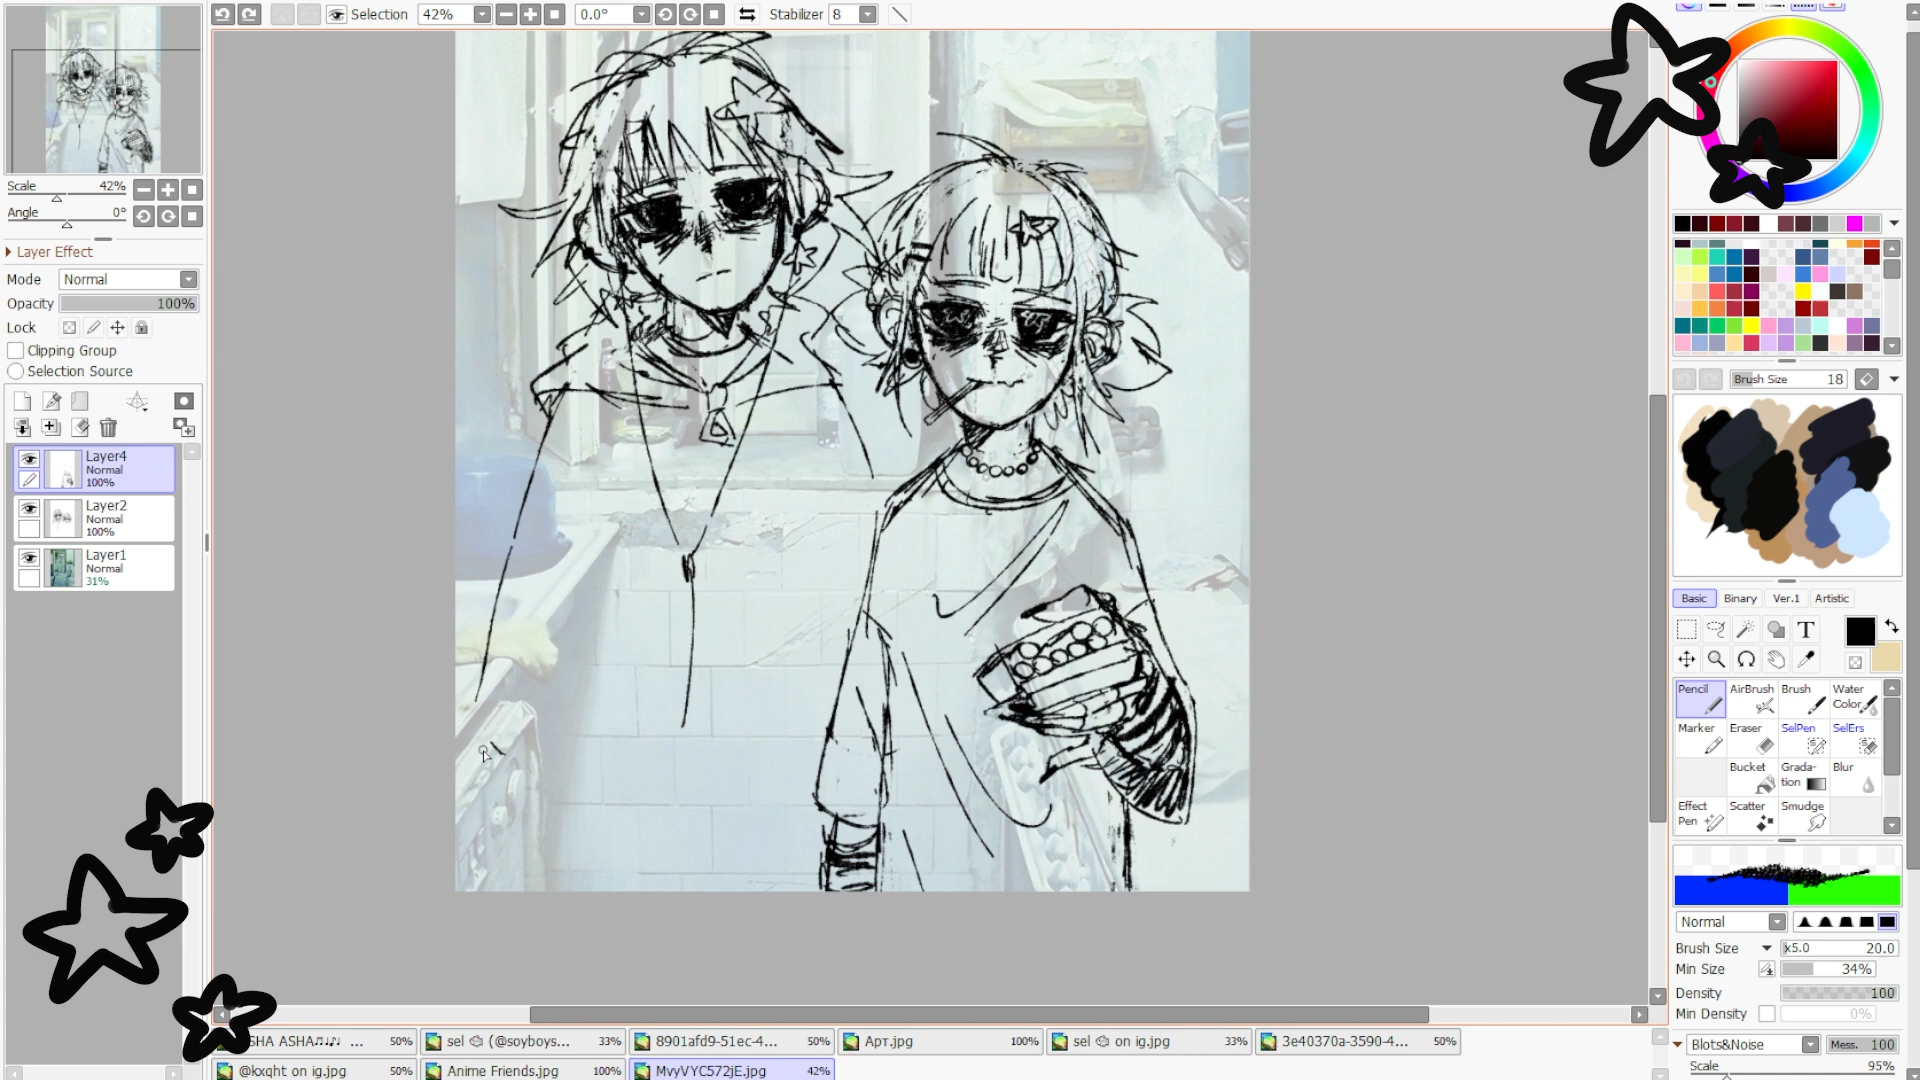 Selection 42% 0.0° Stabilizer 8
Scale 42%
Angle 0°
Layer Effect
Mode Normal
Opacity 100%
Lock
Clipping Group
Selection Source
Layer4
Normal
100%
Layer2
Normal
100%
Layer1
Normal
31%
Brush Size 18
Basic Binary Ver.1 Artistic
T
Pencil AirBrush Brush Water Color
Marker Eraser SelPen SelErs
Bucket Grada-tion Blur
Effect Pen Scatter Smudge
Normal
Brush Size x5.0 20.0
Min Size 34%
Density 100
Min Density 0%
Blots&Noise Mess. 100
Scale 95%
SHA ASHA♬♩♪♩ ... 50%
sel (@soyboys... 33%
8901afd9-51ec-4... 50%
Арт.jpg 100%
sel on ig.jpg 33%
3e40370a-3590-4... 50%
@kxqht on ig.jpg 50%
Anime Friends.jpg 100%
MvyVYC572jE.jpg 42%